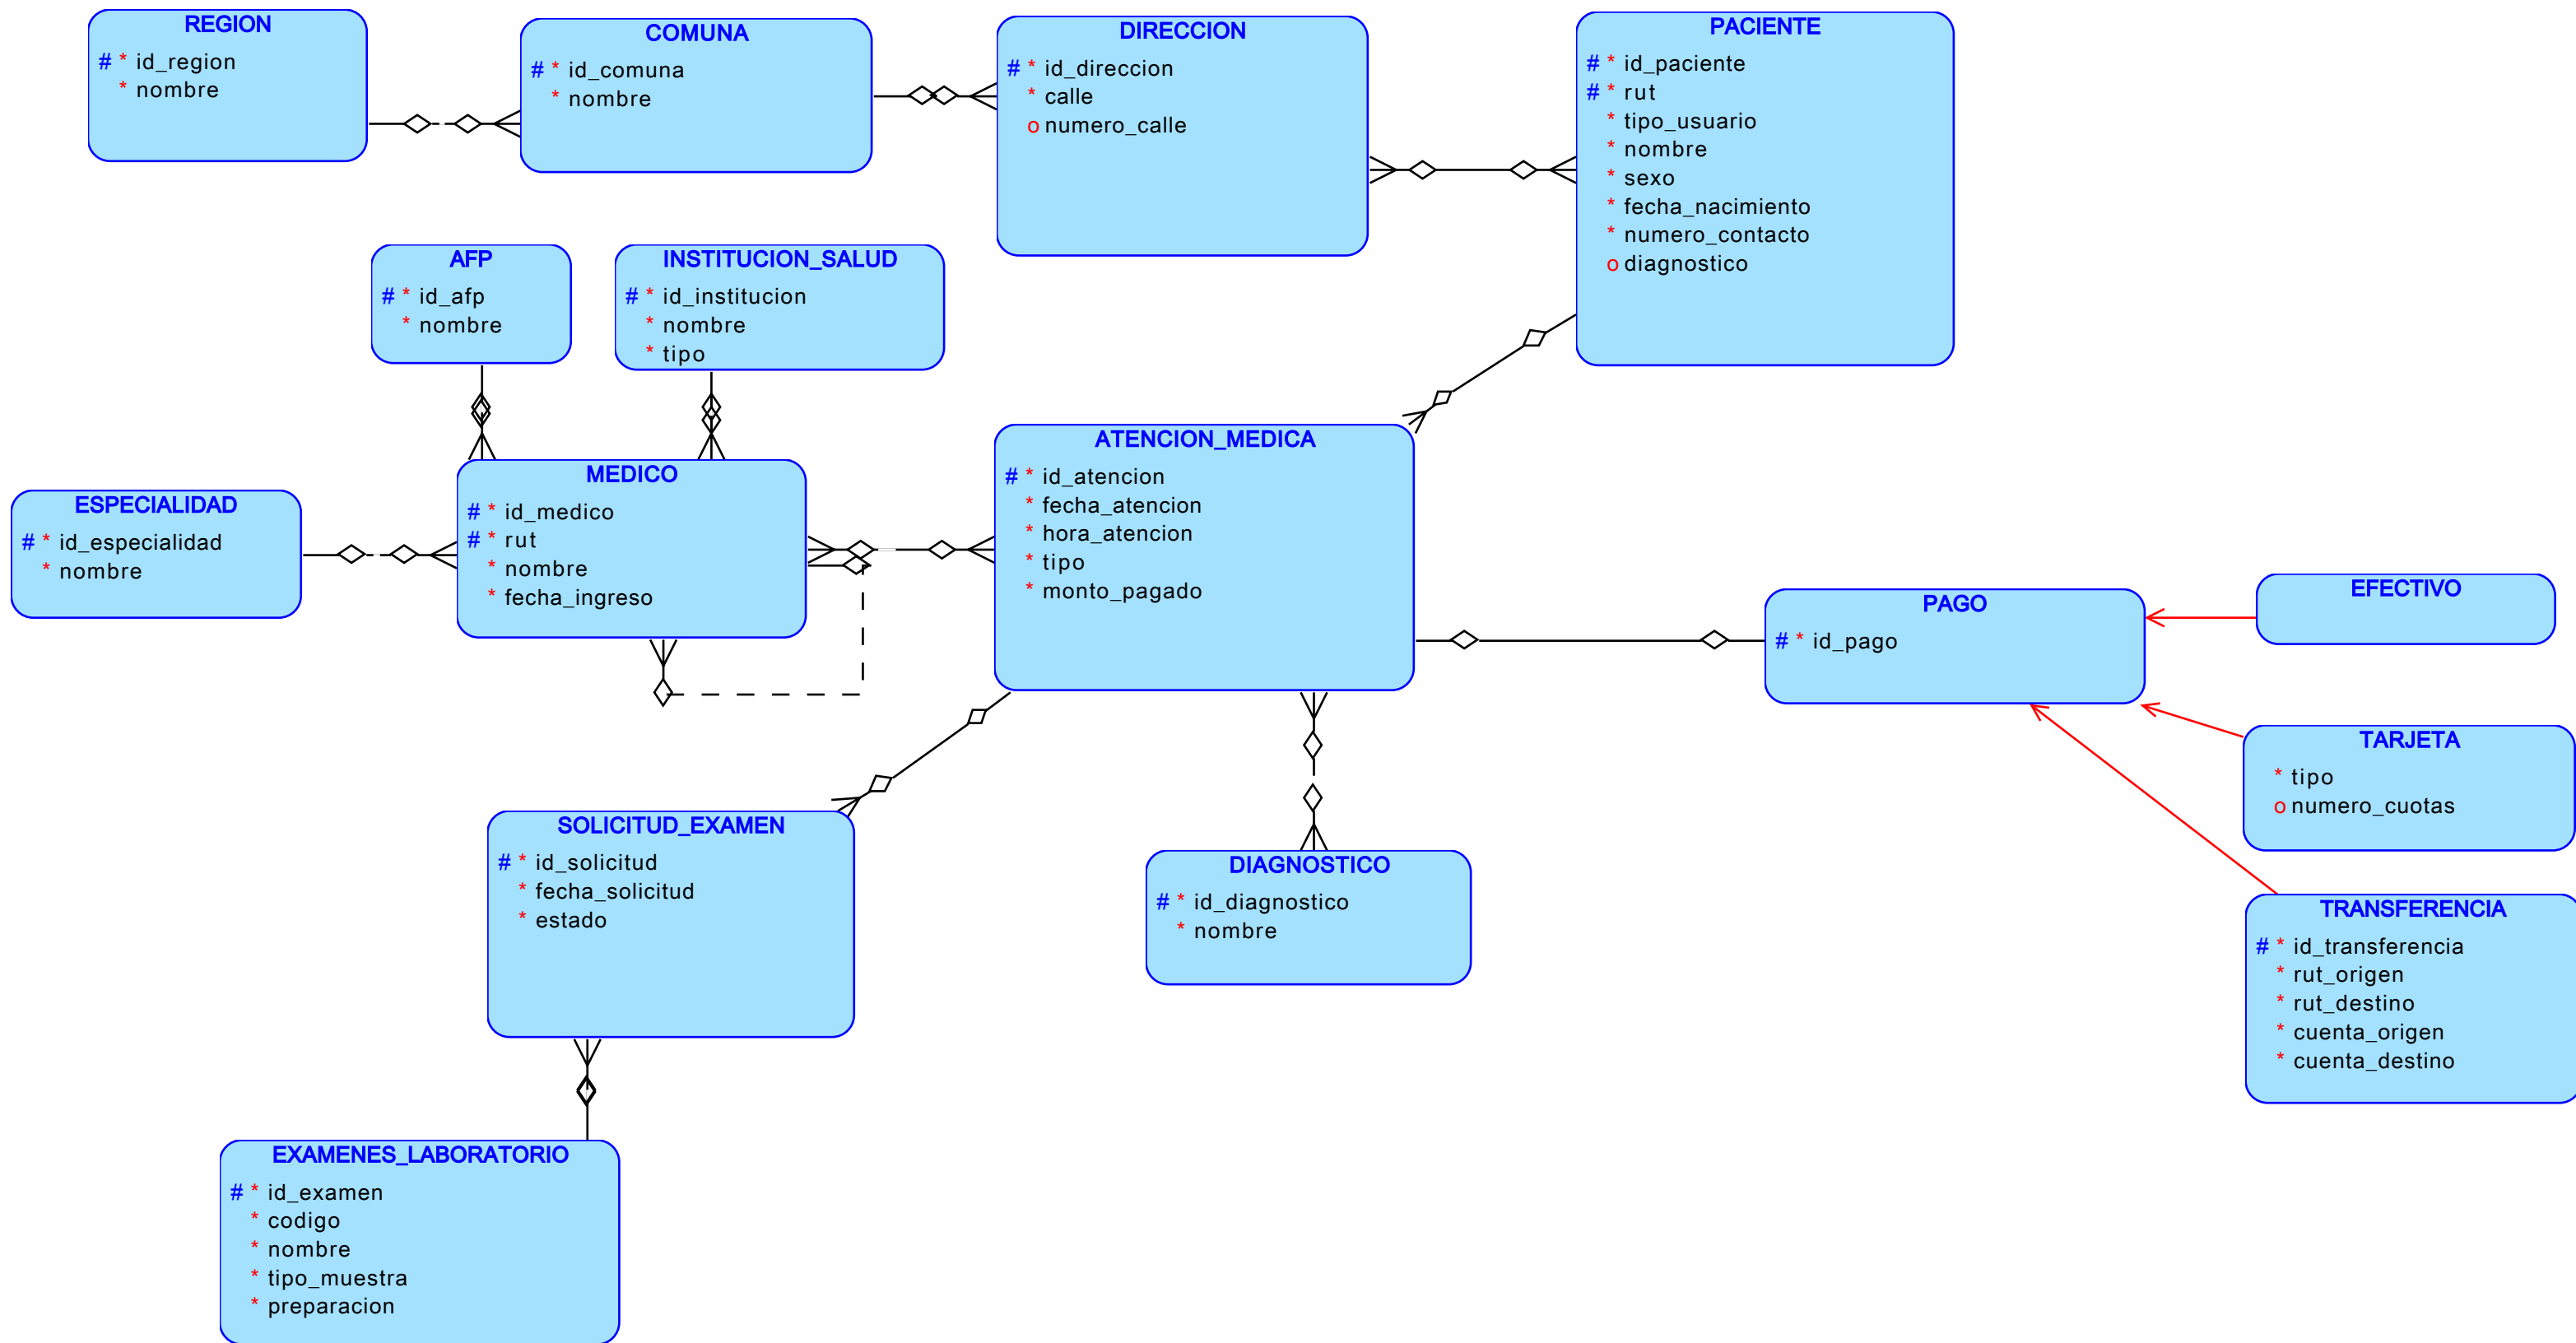 REGION
# * id_region
* nombre
COMUNA
# * id_comuna
* nombre
DIRECCION
# * id_direccion
* calle
o numero_calle
PACIENTE
# * id_paciente
# * rut
* tipo_usuario
* nombre
* sexo
* fecha_nacimiento
* numero_contacto
o diagnostico
AFP
# * id_afp
* nombre
INSTITUCION_SALUD
# * id_institucion
* nombre
* tipo
ESPECIALIDAD
# * id_especialidad
* nombre
MEDICO
# * id_medico
# * rut
* nombre
* fecha_ingreso
ATENCION_MEDICA
# * id_atencion
* fecha_atencion
* hora_atencion
* tipo
* monto_pagado
PAGO
# * id_pago
EFECTIVO
TARJETA
* tipo
o numero_cuotas
TRANSFERENCIA
# * id_transferencia
* rut_origen
* rut_destino
* cuenta_origen
* cuenta_destino
SOLICITUD_EXAMEN
# * id_solicitud
* fecha_solicitud
* estado
DIAGNOSTICO
# * id_diagnostico
* nombre
EXAMENES_LABORATORIO
# * id_examen
* codigo
* nombre
* tipo_muestra
* preparacion